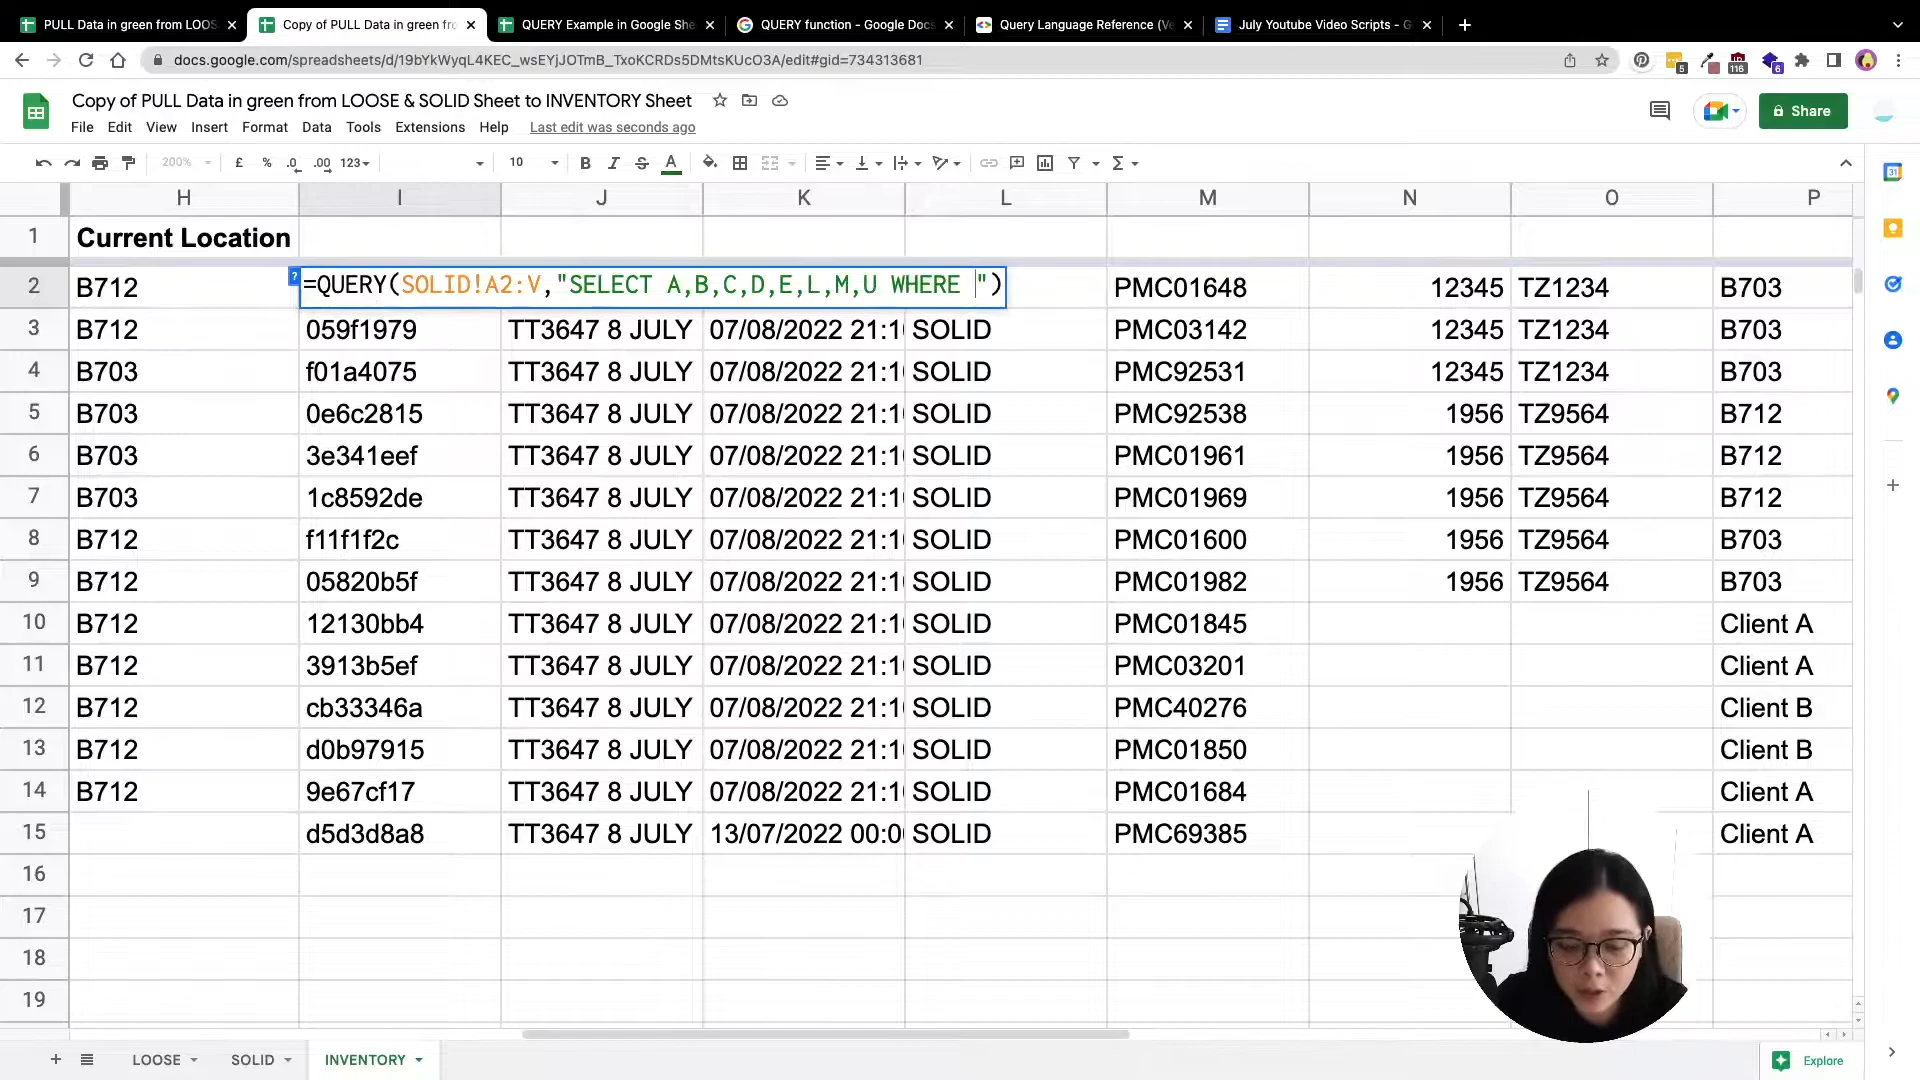 PULL Data in green from LOOS
Copy of PULL Data in green fro
QUERY Example in Google She
QUERY function - Google Docs
Query Language Reference (Ve
July Youtube Video Scripts - G
docs.google.com/spreadsheets/d/19bYkWyqL4KEC_wsEYjJOTmB_TxoKCRDs5DMtsKUcO3A/edit#gid=734313681
5
116
6
Copy of PULL Data in green from LOOSE & SOLID Sheet to INVENTORY Sheet
Share
File Edit View Insert Format Data Tools Extensions Help Last edit was seconds ago
200% £ % .0 .00 123 10 B I S A
31
H I J K L M N O P
1 Current Location
2 B712 ? =QUERY(SOLID!A2:V,"SELECT A,B,C,D,E,L,M,U WHERE ") PMC01648 12345 TZ1234 B703
3 B712 059f1979 TT3647 8 JULY 07/08/2022 21:1 SOLID PMC03142 12345 TZ1234 B703
4 B703 f01a4075 TT3647 8 JULY 07/08/2022 21:1 SOLID PMC92531 12345 TZ1234 B703
5 B703 0e6c2815 TT3647 8 JULY 07/08/2022 21:1 SOLID PMC92538 1956 TZ9564 B712
6 B703 3e341eef TT3647 8 JULY 07/08/2022 21:1 SOLID PMC01961 1956 TZ9564 B712
7 B703 1c8592de TT3647 8 JULY 07/08/2022 21:1 SOLID PMC01969 1956 TZ9564 B712
8 B712 f11f1f2c TT3647 8 JULY 07/08/2022 21:1 SOLID PMC01600 1956 TZ9564 B703
9 B712 05820b5f TT3647 8 JULY 07/08/2022 21:1 SOLID PMC01982 1956 TZ9564 B703
10 B712 12130bb4 TT3647 8 JULY 07/08/2022 21:1 SOLID PMC01845 Client A
11 B712 3913b5ef TT3647 8 JULY 07/08/2022 21:1 SOLID PMC03201 Client A
12 B712 cb33346a TT3647 8 JULY 07/08/2022 21:1 SOLID PMC40276 Client B
13 B712 d0b97915 TT3647 8 JULY 07/08/2022 21:1 SOLID PMC01850 Client B
14 B712 9e67cf17 TT3647 8 JULY 07/08/2022 21:1 SOLID PMC01684 Client A
15 d5d3d8a8 TT3647 8 JULY 13/07/2022 00:0 SOLID PMC69385 Client A
16
17
18
19
LOOSE SOLID INVENTORY Explore